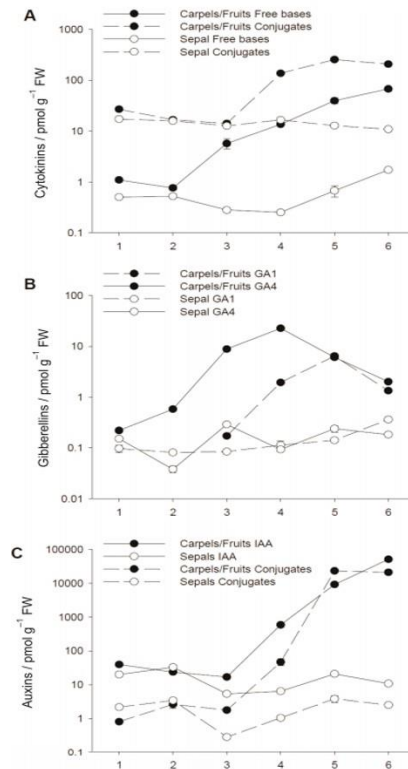 A
Carpels/Fruits Free bases
Carpels/Fruits Conjugates
Sepal Free bases
Sepal Conjugates
Cytokinins / pmol g⁻¹ FW
1000
100
10
1
0.1
1 2 3 4 5 6
B
Carpels/Fruits GA1
Carpels/Fruits GA4
Sepal GA1
Sepal GA4
Gibberellins / pmol g⁻¹ FW
100
10
1
0.1
0.01
1 2 3 4 5 6
C
Carpels/Fruits IAA
Sepals IAA
Carpels/Fruits Conjugates
Sepals Conjugates
Auxins / pmol g⁻¹ FW
100000
10000
1000
100
10
1
0.1
1 2 3 4 5 6